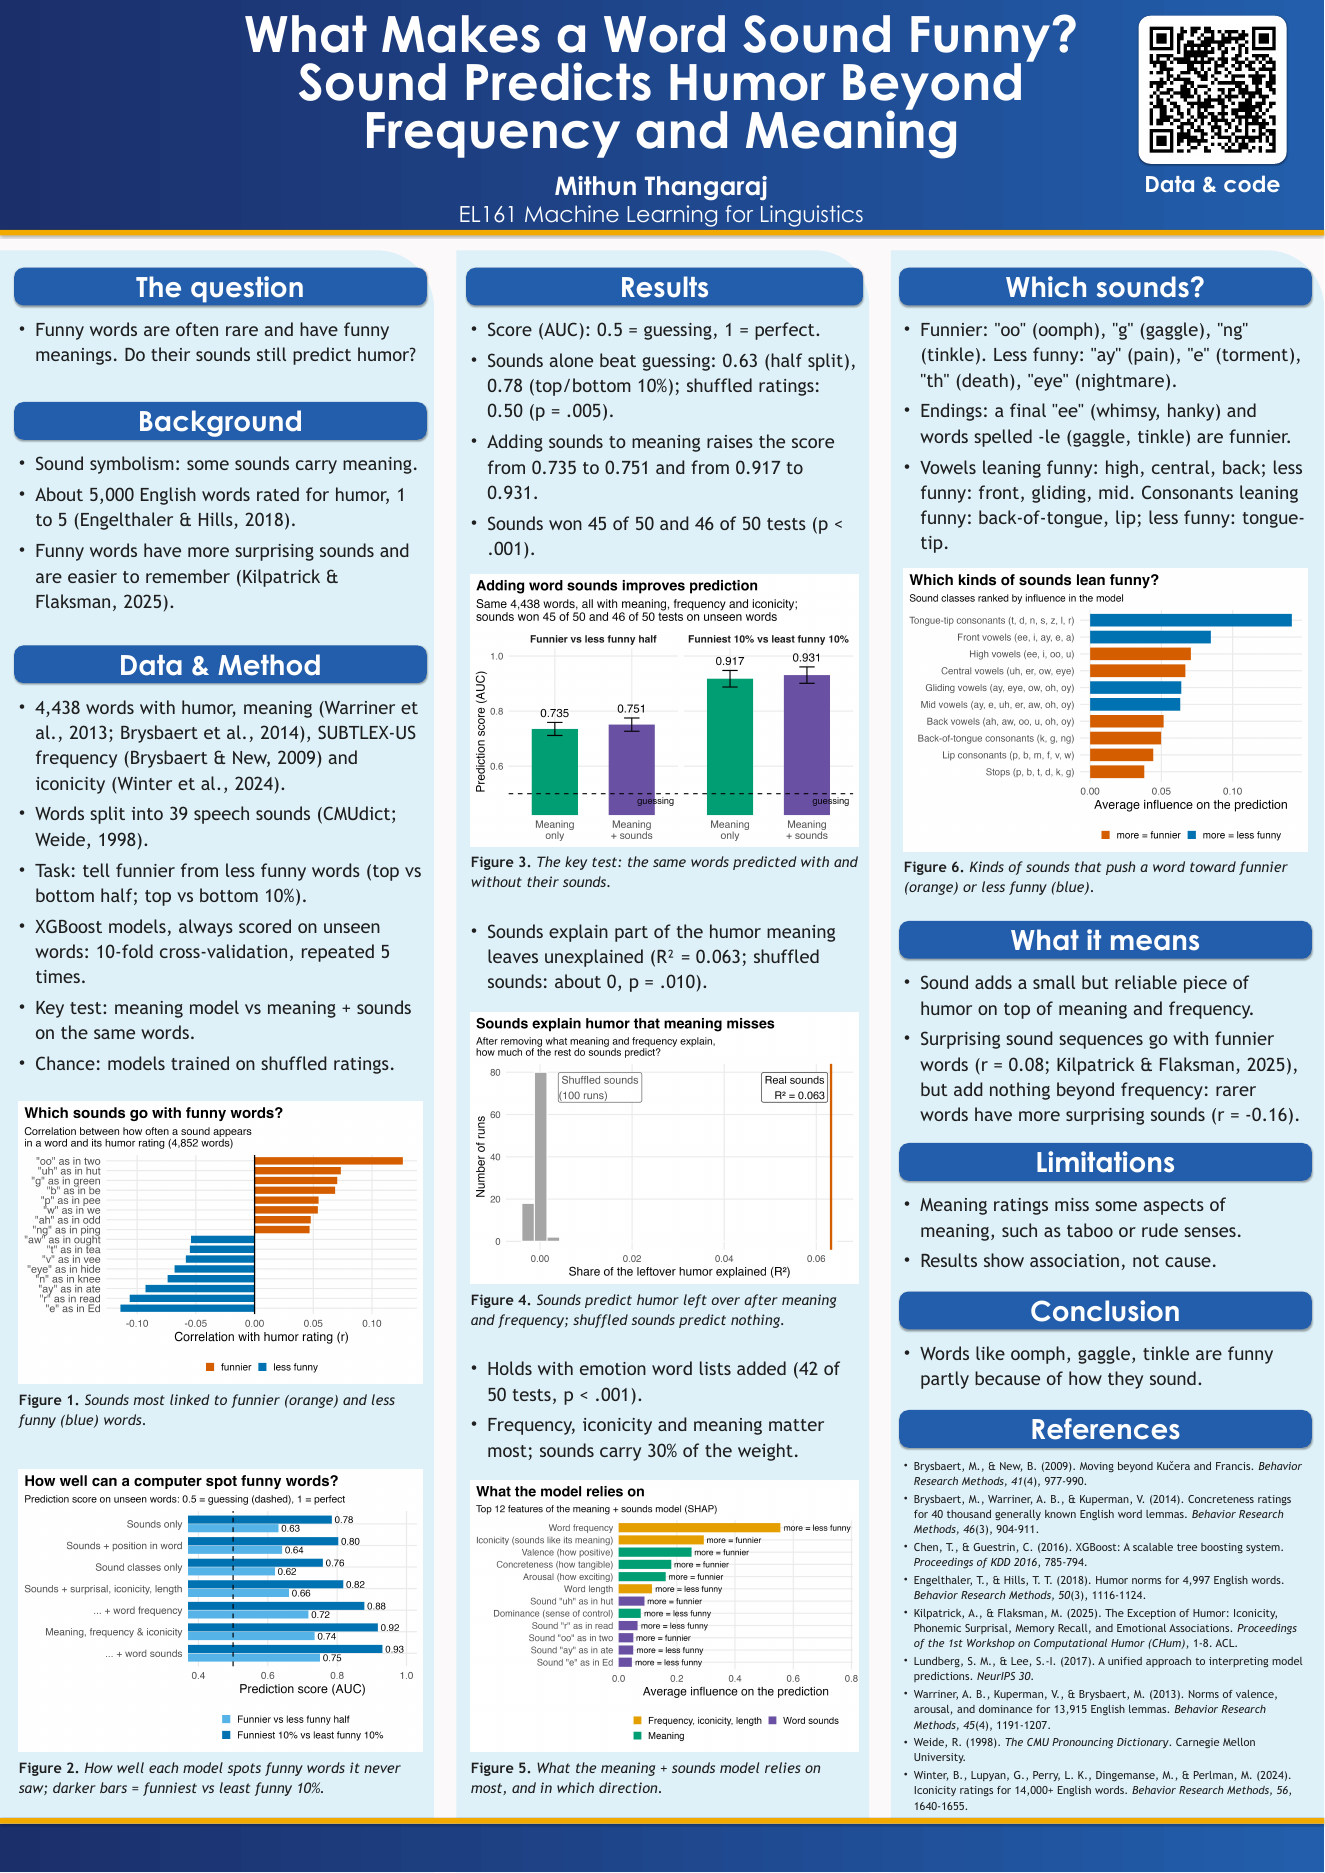 What Makes a Word Sound Funny?
Sound Predicts Humor Beyond
Frequency and Meaning
Mithun Thangaraj
EL161 Machine Learning for Linguistics
Data & code
The question
• Funny words are often rare and have funny
meanings. Do their sounds still predict humor?
Background
• Sound symbolism: some sounds carry meaning.
• About 5,000 English words rated for humor, 1
to 5 (Engelthaler & Hills, 2018).
• Funny words have more surprising sounds and
are easier to remember (Kilpatrick &
Flaksman, 2025).
Data & Method
• 4,438 words with humor, meaning (Warriner et
al., 2013; Brysbaert et al., 2014), SUBTLEX-US
frequency (Brysbaert & New, 2009) and
iconicity (Winter et al., 2024).
• Words split into 39 speech sounds (CMUdict;
Weide, 1998).
• Task: tell funnier from less funny words (top vs
bottom half; top vs bottom 10%).
• XGBoost models, always scored on unseen
words: 10-fold cross-validation, repeated 5
times.
• Key test: meaning model vs meaning + sounds
on the same words.
• Chance: models trained on shuffled ratings.
Which sounds go with funny words?
Correlation between how often a sound appears
in a word and its humor rating (4,852 words)
"oo" as in two
"uh" as in hut
"g" as in green
"b" as in be
"p" as in pee
"w" as in we
"ah" as in odd
"ng" as in ping
"aw" as in ought
"t" as in tea
"v" as in vee
"eye" as in hide
"n" as in knee
"ay" as in ate
"r" as in read
"e" as in Ed
-0.10 -0.05 0.00 0.05 0.10
Correlation with humor rating (r)
funnier less funny
Figure 1. Sounds most linked to funnier (orange) and less
funny (blue) words.
How well can a computer spot funny words?
Prediction score on unseen words: 0.5 = guessing (dashed), 1 = perfect
Sounds only 0.78 0.63
Sounds + position in word 0.80 0.64
Sound classes only 0.76 0.62
Sounds + surprisal, iconicity, length 0.82 0.66
... + word frequency 0.88 0.72
Meaning, frequency & iconicity 0.92 0.74
... + word sounds 0.93 0.75
0.4 0.6 0.8 1.0
Prediction score (AUC)
Funnier vs less funny half
Funniest 10% vs least funny 10%
Figure 2. How well each model spots funny words it never
saw; darker bars = funniest vs least funny 10%.
Results
• Score (AUC): 0.5 = guessing, 1 = perfect.
• Sounds alone beat guessing: 0.63 (half split),
0.78 (top/bottom 10%); shuffled ratings:
0.50 (p = .005).
• Adding sounds to meaning raises the score
from 0.735 to 0.751 and from 0.917 to
0.931.
• Sounds won 45 of 50 and 46 of 50 tests (p <
.001).
Adding word sounds improves prediction
Same 4,438 words, all with meaning, frequency and iconicity;
sounds won 45 of 50 and 46 of 50 tests on unseen words
Funnier vs less funny half Funniest 10% vs least funny 10%
Prediction score (AUC)
1.0
0.8
0.6
0.735 0.751 0.917 0.931
guessing guessing
Meaning only Meaning + sounds Meaning only Meaning + sounds
Figure 3. The key test: the same words predicted with and
without their sounds.
• Sounds explain part of the humor meaning
leaves unexplained (R² = 0.063; shuffled
sounds: about 0, p = .010).
Sounds explain humor that meaning misses
After removing what meaning and frequency explain,
how much of the rest do sounds predict?
Number of runs
80
60
40
20
0
Shuffled sounds
(100 runs)
Real sounds
R² = 0.063
0.00 0.02 0.04 0.06
Share of the leftover humor explained (R²)
Figure 4. Sounds predict humor left over after meaning
and frequency; shuffled sounds predict nothing.
• Holds with emotion word lists added (42 of
50 tests, p < .001).
• Frequency, iconicity and meaning matter
most; sounds carry 30% of the weight.
What the model relies on
Top 12 features of the meaning + sounds model (SHAP)
Word frequency more = less funny
Iconicity (sounds like its meaning) more = funnier
Valence (how positive) more = funnier
Concreteness (how tangible) more = funnier
Arousal (how exciting) more = funnier
Word length more = less funny
Sound "uh" as in hut more = funnier
Dominance (sense of control) more = less funny
Sound "r" as in read more = less funny
Sound "oo" as in two more = funnier
Sound "ay" as in ate more = less funny
Sound "e" as in Ed more = less funny
0.0 0.2 0.4 0.6 0.8
Average influence on the prediction
Frequency, iconicity, length Word sounds
Meaning
Figure 5. What the meaning + sounds model relies on
most, and in which direction.
Which sounds?
• Funnier: "oo" (oomph), "g" (gaggle), "ng"
(tinkle). Less funny: "ay" (pain), "e" (torment),
"th" (death), "eye" (nightmare).
• Endings: a final "ee" (whimsy, hanky) and
words spelled -le (gaggle, tinkle) are funnier.
• Vowels leaning funny: high, central, back; less
funny: front, gliding, mid. Consonants leaning
funny: back-of-tongue, lip; less funny: tongue-
tip.
Which kinds of sounds lean funny?
Sound classes ranked by influence in the model
Tongue-tip consonants (t, d, n, s, z, l, r)
Front vowels (ee, i, ay, e, a)
High vowels (ee, i, oo, u)
Central vowels (uh, er, ow, eye)
Gliding vowels (ay, eye, ow, oh, oy)
Mid vowels (ay, e, uh, er, aw, oh, oy)
Back vowels (ah, aw, oo, u, oh, oy)
Back-of-tongue consonants (k, g, ng)
Lip consonants (p, b, m, f, v, w)
Stops (p, b, t, d, k, g)
0.00 0.05 0.10
Average influence on the prediction
more = funnier more = less funny
Figure 6. Kinds of sounds that push a word toward funnier
(orange) or less funny (blue).
What it means
• Sound adds a small but reliable piece of
humor on top of meaning and frequency.
• Surprising sound sequences go with funnier
words (r = 0.08; Kilpatrick & Flaksman, 2025),
but add nothing beyond frequency: rarer
words have more surprising sounds (r = -0.16).
Limitations
• Meaning ratings miss some aspects of
meaning, such as taboo or rude senses.
• Results show association, not cause.
Conclusion
• Words like oomph, gaggle, tinkle are funny
partly because of how they sound.
References
• Brysbaert, M., & New, B. (2009). Moving beyond Kučera and Francis. Behavior
Research Methods, 41(4), 977-990.
• Brysbaert, M., Warriner, A. B., & Kuperman, V. (2014). Concreteness ratings
for 40 thousand generally known English word lemmas. Behavior Research
Methods, 46(3), 904-911.
• Chen, T., & Guestrin, C. (2016). XGBoost: A scalable tree boosting system.
Proceedings of KDD 2016, 785-794.
• Engelthaler, T., & Hills, T. T. (2018). Humor norms for 4,997 English words.
Behavior Research Methods, 50(3), 1116-1124.
• Kilpatrick, A., & Flaksman, M. (2025). The Exception of Humor: Iconicity,
Phonemic Surprisal, Memory Recall, and Emotional Associations. Proceedings
of the 1st Workshop on Computational Humor (CHum), 1-8. ACL.
• Lundberg, S. M., & Lee, S.-I. (2017). A unified approach to interpreting model
predictions. NeurIPS 30.
• Warriner, A. B., Kuperman, V., & Brysbaert, M. (2013). Norms of valence,
arousal, and dominance for 13,915 English lemmas. Behavior Research
Methods, 45(4), 1191-1207.
• Weide, R. (1998). The CMU Pronouncing Dictionary. Carnegie Mellon
University.
• Winter, B., Lupyan, G., Perry, L. K., Dingemanse, M., & Perlman, M. (2024).
Iconicity ratings for 14,000+ English words. Behavior Research Methods, 56,
1640-1655.